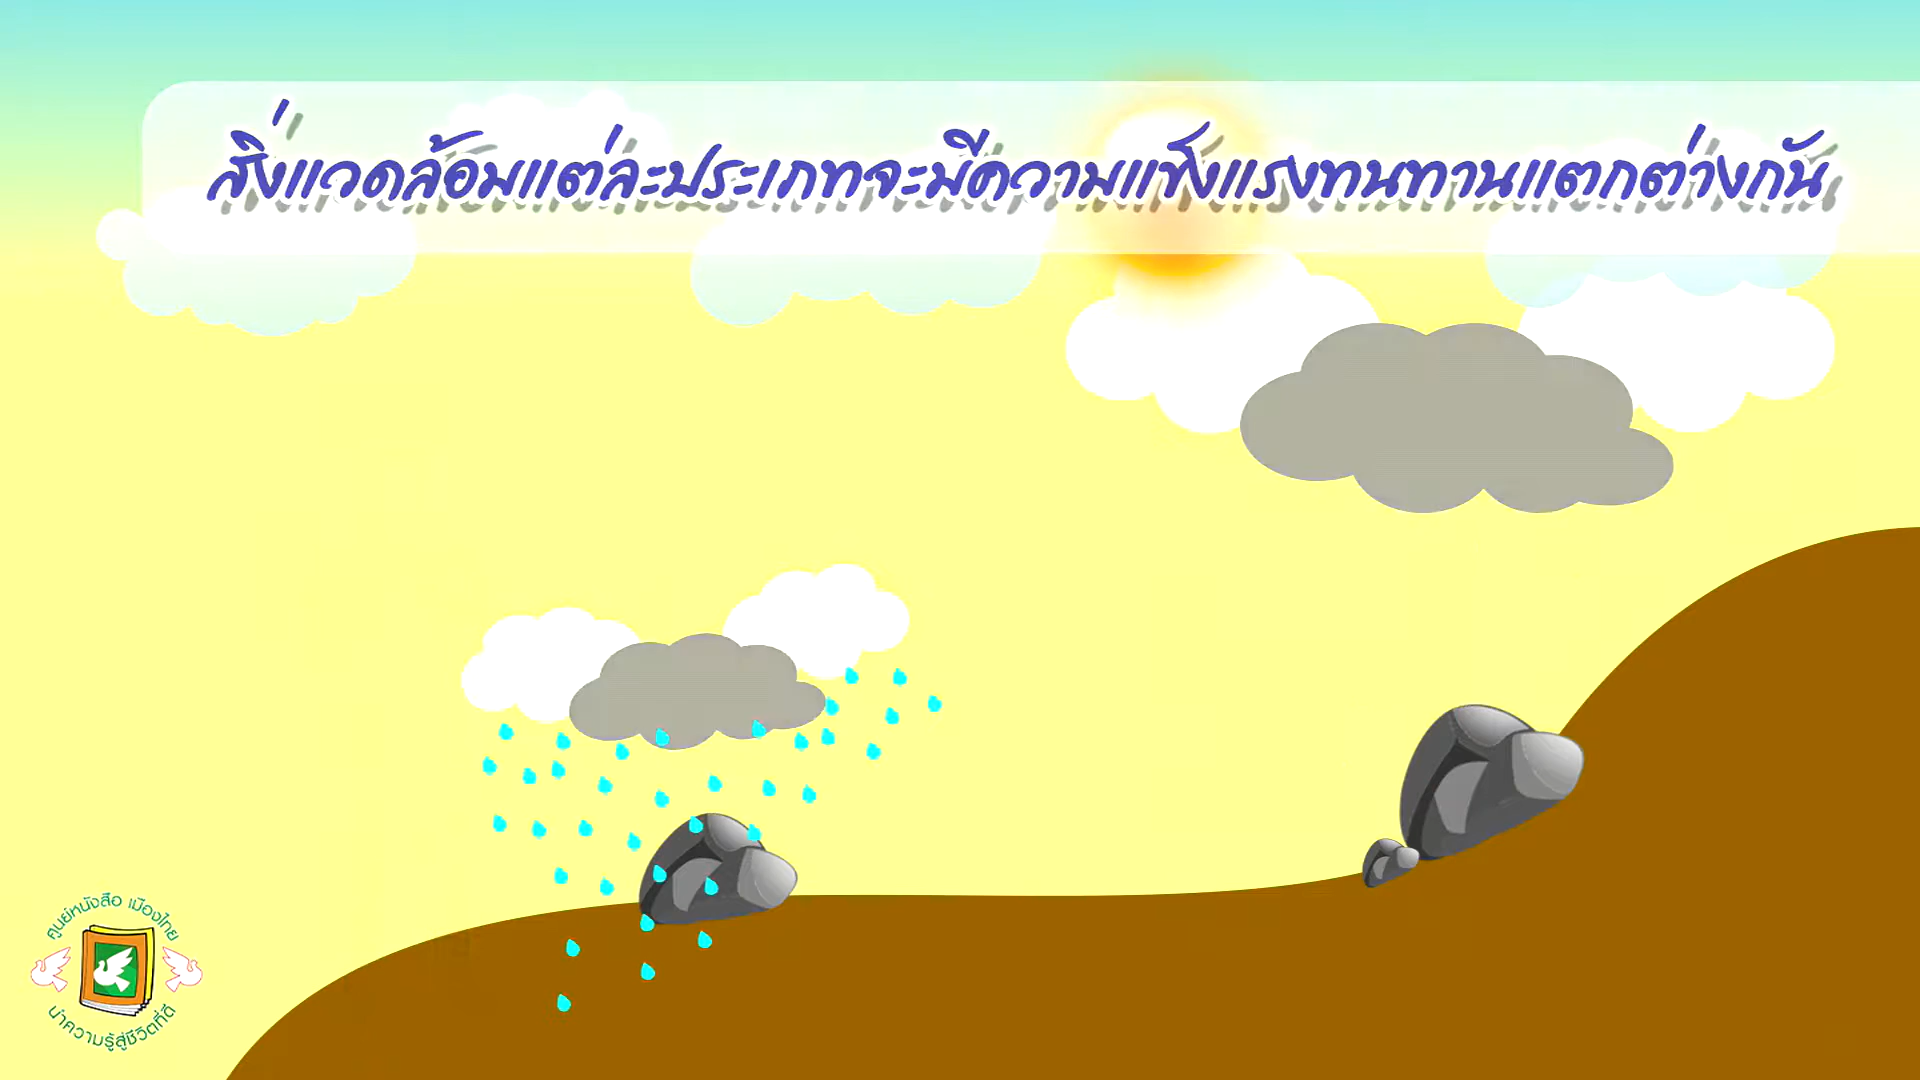 สิ่งแวดล้อมแต่ละประเภทจะมีความแข็งแรงทนทานแตกต่างกัน
ศูนย์หนังสือ เมืองไทย
นำความรู้สู่ชีวิตที่ดี